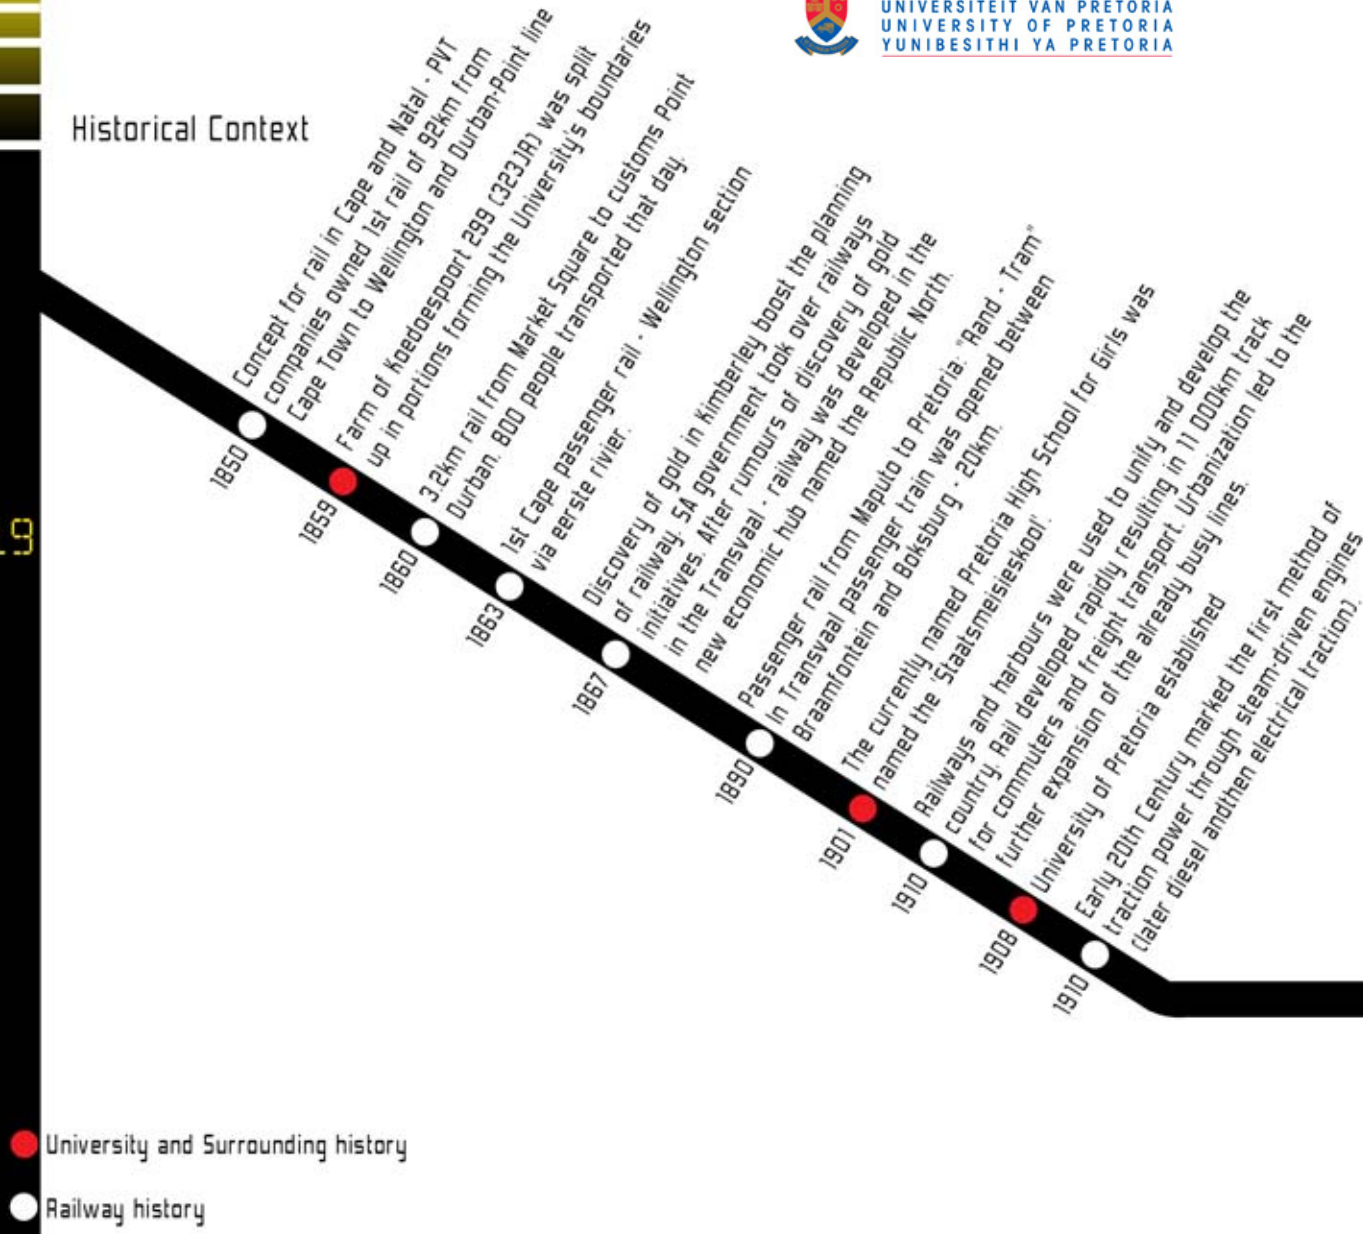 UNIVERSITEIT VAN PRETORIA
UNIVERSITY OF PRETORIA
YUNIBESITHI YA PRETORIA
Historical Context
Concept for rail in Cape and Natal - PVT
companies owned 1st rail of 92km from
Cape Town to Wellington and Durban-Point line
1850
Farm of Koedoespoort 299 (323JR) was split
up in portions forming the University's boundaries
1859
3.2km rail from Market Square to customs Point
Durban. 800 people transported that day.
1860
1st Cape passenger rail - Wellington section
via eerste rivier.
1863
Discovery of gold in Kimberley boost the planning
of railway. SA government took over railways
initiatives. After rumours of discovery of gold
in the Transvaal - railway was developed in the
new economic hub named the Republic North.
1867
Passenger rail from Maputo to Pretoria: "Rand - Tram"
In Transvaal passenger train was opened between
Braamfontein and Boksburg - 20km.
1890
The currently named Pretoria High School for Girls was
named the 'Staatsmeisieskool'.
1901
Railways and harbours were used to unify and develop the
country. Rail developed rapidly resulting in 11 000km track
for commuters and freight transport. Urbanization led to the
further expansion of the already busy lines.
1910
University of Pretoria established
1908
Early 20th Century marked the first method of
traction power through steam-driven engines
(later diesel andthen electrical traction).
1910
.9
University and Surrounding history
Railway history